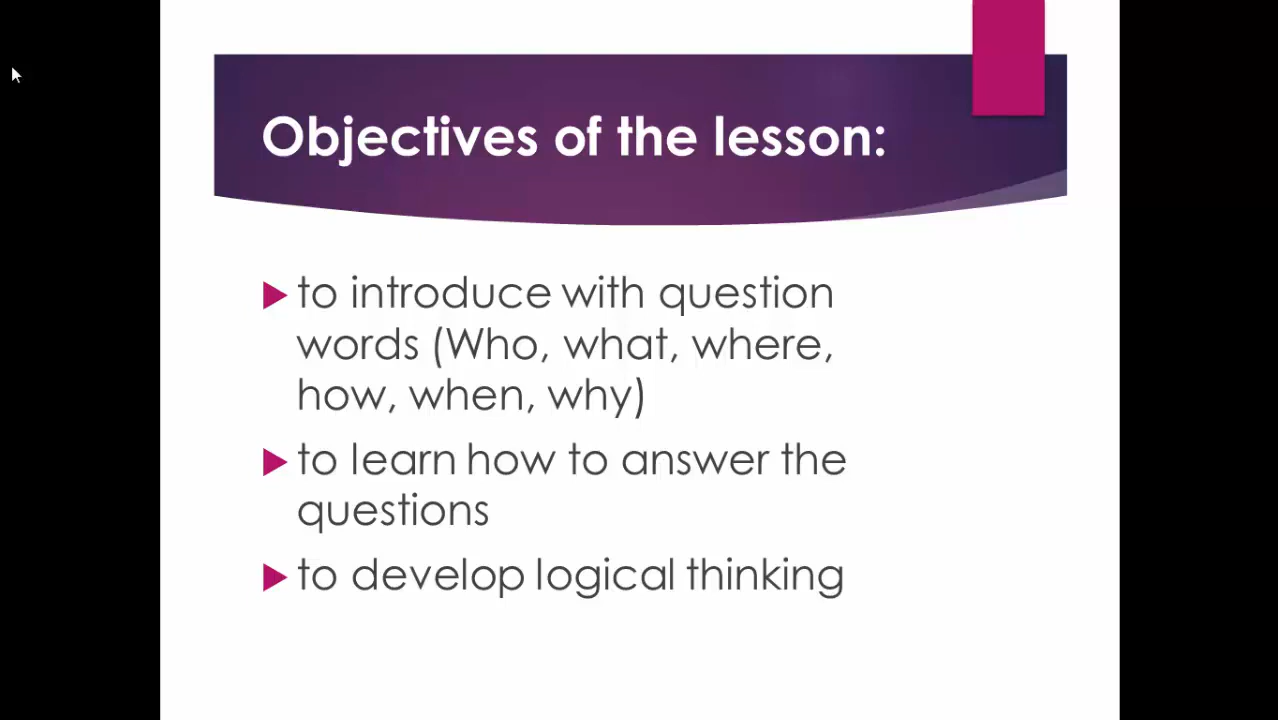 Objectives of the lesson:
to introduce with question
words (Who, what, where,
how, when, why)
to learn how to answer the
questions
to develop logical thinking